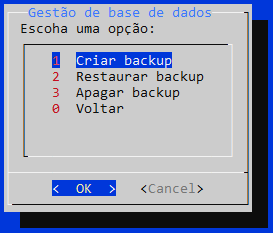 Gestão de base de dados
Escoha uma opção:
1 Criar backup
2 Restaurar backup
3 Apagar backup
0 Voltar
< OK > <Cancel>